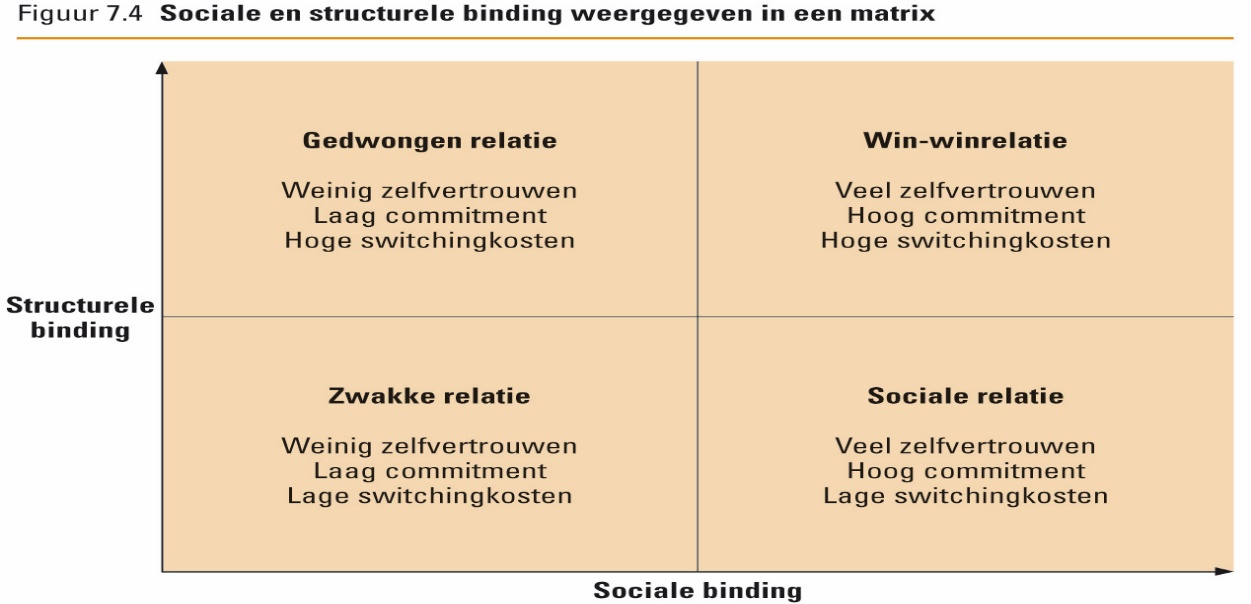 Figuur 7.4 Sociale en structurele binding weergegeven in een matrix
Gedwongen relatie
Weinig zelfvertrouwen
Laag commitment
Hoge switchingkosten
Win-winrelatie
Veel zelfvertrouwen
Hoog commitment
Hoge switchingkosten
Structurele
binding
Zwakke relatie
Weinig zelfvertrouwen
Laag commitment
Lage switchingkosten
Sociale relatie
Veel zelfvertrouwen
Hoog commitment
Lage switchingkosten
Sociale binding